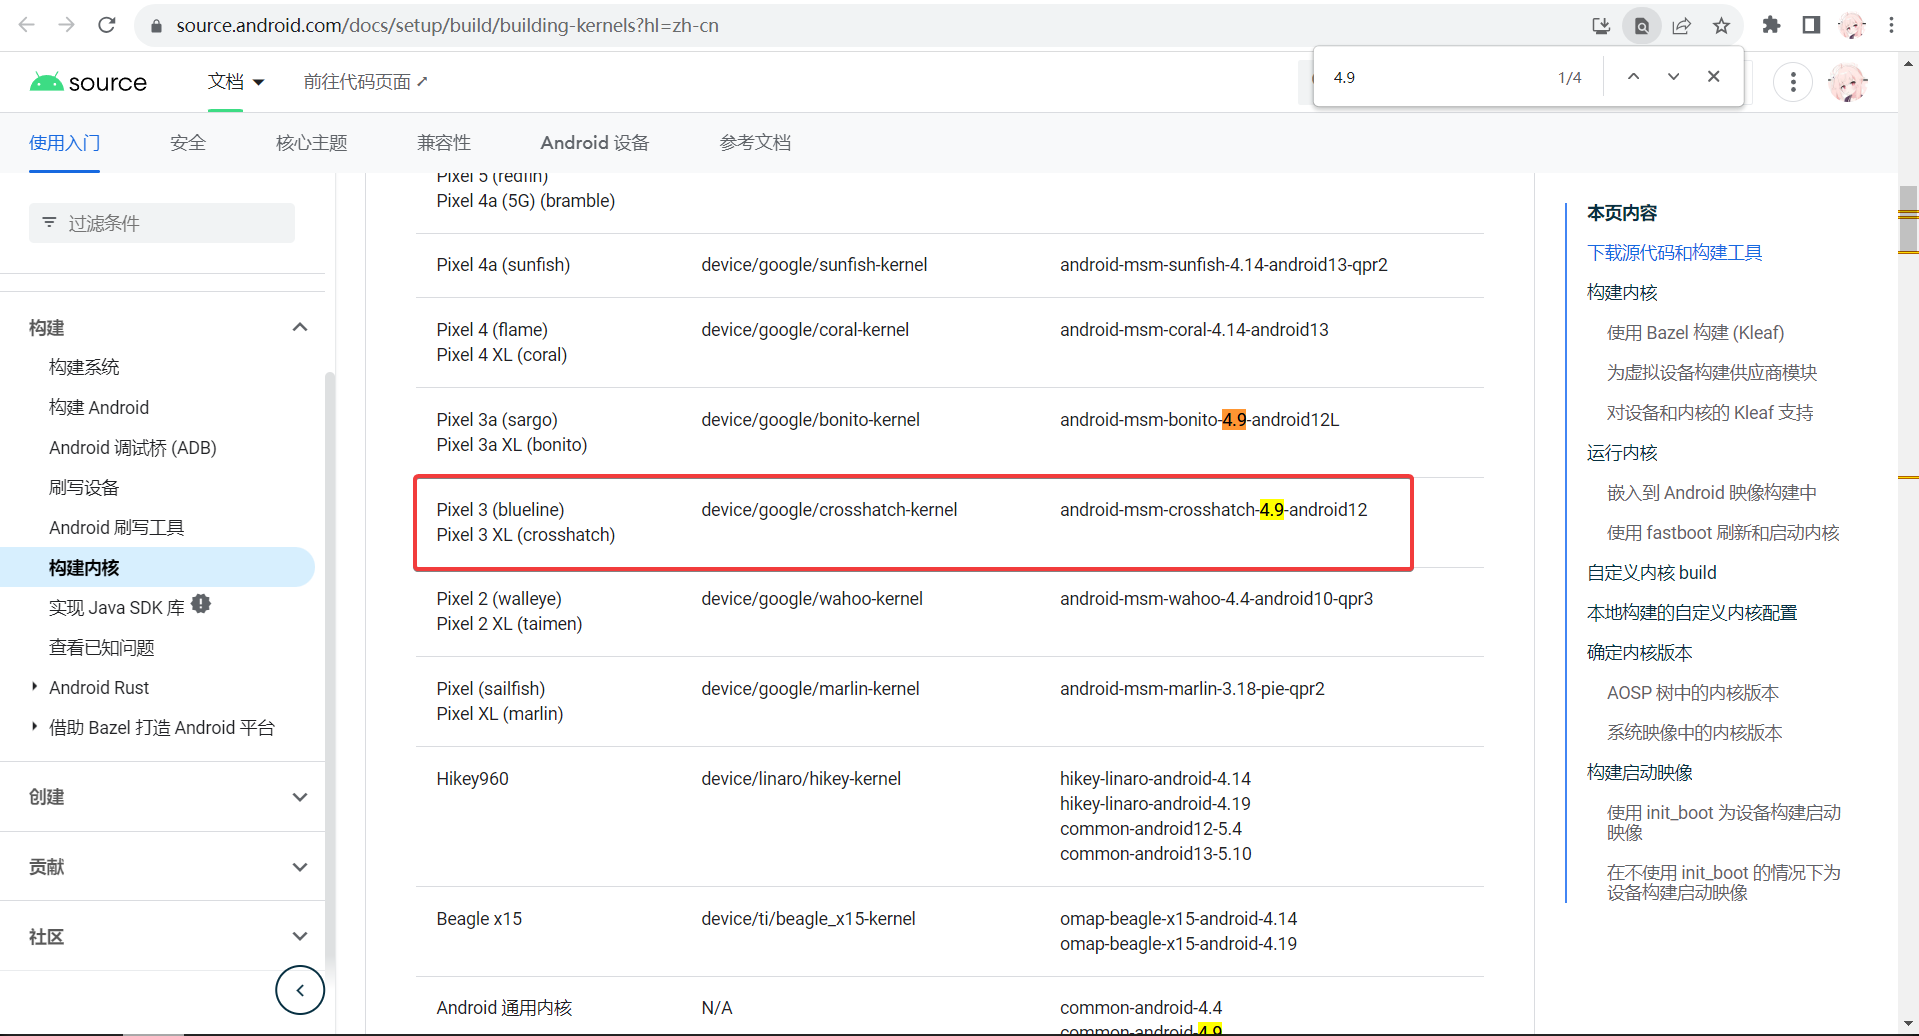 source.android.com/docs/setup/build/building-kernels?hl=zh-cn
4.9
1/4
source
文档
前往代码页面
使用入门
安全
核心主题
兼容性
Android 设备
参考文档
过滤条件
构建
构建系统
构建 Android
Android 调试桥 (ADB)
刷写设备
Android 刷写工具
构建内核
实现 Java SDK 库
查看已知问题
Android Rust
借助 Bazel 打造 Android 平台
创建
贡献
社区
Pixel 5 (redfin)
Pixel 4a (5G) (bramble)
Pixel 4a (sunfish) device/google/sunfish-kernel android-msm-sunfish-4.14-android13-qpr2
Pixel 4 (flame) device/google/coral-kernel android-msm-coral-4.14-android13
Pixel 4 XL (coral)
Pixel 3a (sargo) device/google/bonito-kernel android-msm-bonito-4.9-android12L
Pixel 3a XL (bonito)
Pixel 3 (blueline) device/google/crosshatch-kernel android-msm-crosshatch-4.9-android12
Pixel 3 XL (crosshatch)
Pixel 2 (walleye) device/google/wahoo-kernel android-msm-wahoo-4.4-android10-qpr3
Pixel 2 XL (taimen)
Pixel (sailfish) device/google/marlin-kernel android-msm-marlin-3.18-pie-qpr2
Pixel XL (marlin)
Hikey960 device/linaro/hikey-kernel hikey-linaro-android-4.14
hikey-linaro-android-4.19
common-android12-5.4
common-android13-5.10
Beagle x15 device/ti/beagle_x15-kernel omap-beagle-x15-android-4.14
omap-beagle-x15-android-4.19
Android 通用内核 N/A common-android-4.4
common-android-4.9
本页内容
下载源代码和构建工具
构建内核
使用 Bazel 构建 (Kleaf)
为虚拟设备构建供应商模块
对设备和内核的 Kleaf 支持
运行内核
嵌入到 Android 映像构建中
使用 fastboot 刷新和启动内核
自定义内核 build
本地构建的自定义内核配置
确定内核版本
AOSP 树中的内核版本
系统映像中的内核版本
构建启动映像
使用 init_boot 为设备构建启动
映像
在不使用 init_boot 的情况下为
设备构建启动映像